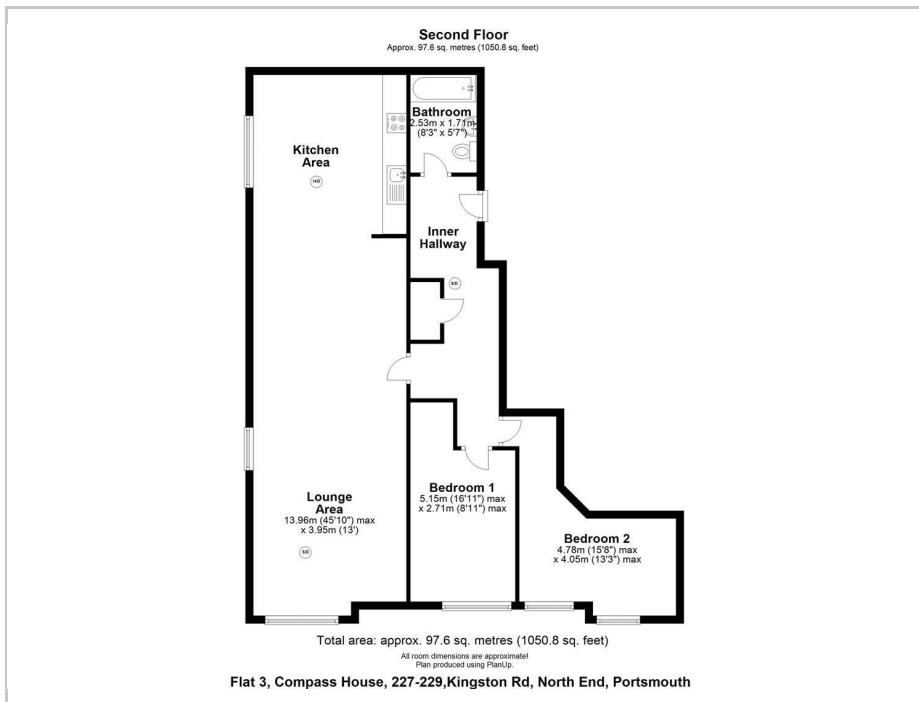 Second Floor
Approx. 97.6 sq. metres (1050.8 sq. feet)
Bathroom
2.53m x 1.71m
(8'3" x 5'7")
Kitchen
Area
H/D
Inner
Hallway
S/D
Bedroom 1
5.15m (16'11") max
x 2.71m (8'11") max
Lounge
Area
13.96m (45'10") max
x 3.95m (13')
S/D
Bedroom 2
4.78m (15'8") max
x 4.05m (13'3") max
Total area: approx. 97.6 sq. metres (1050.8 sq. feet)
All room dimensions are approximate!
Plan produced using PlanUp.
Flat 3, Compass House, 227-229,Kingston Rd, North End, Portsmouth